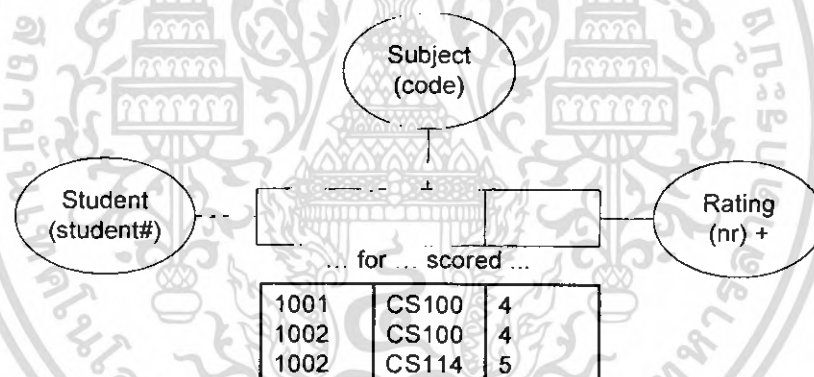 Subject
(code)
Student
(student#)
Rating
(nr) +
... for ... scored ...
1001 CS100 4
1002 CS100 4
1002 CS114 5